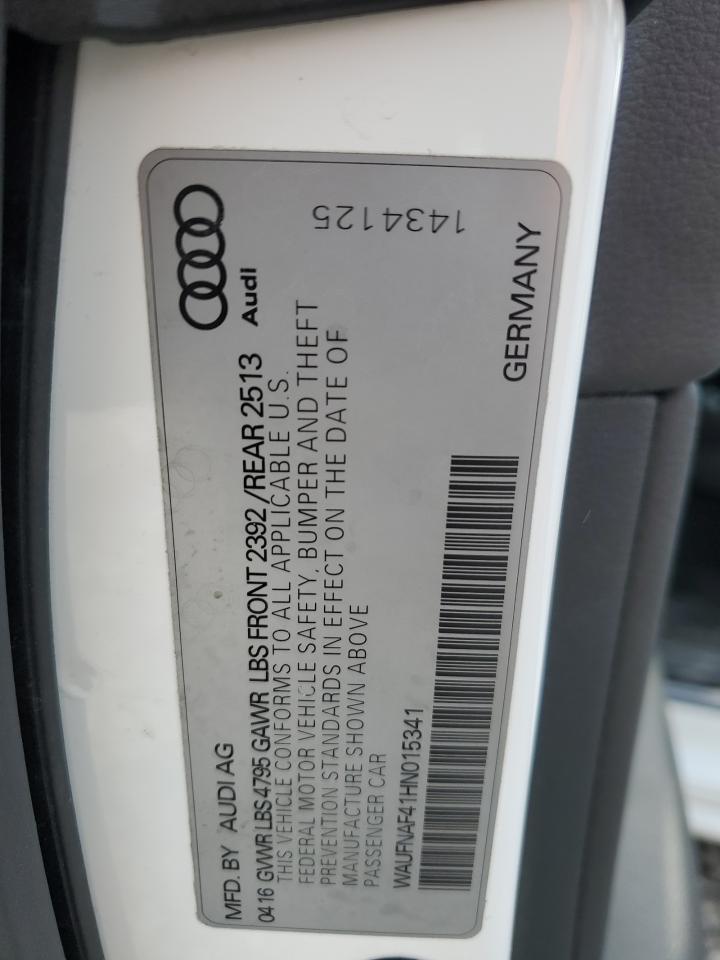 MFD. BY AUDI AG
Audi
04 16 GVWR LBS 4795 GAWR LBS FRONT 2392 /REAR 2513
THIS VEHICLE CONFORMS TO ALL APPLICABLE U.S.
FEDERAL MOTOR VEHICLE SAFETY, BUMPER AND THEFT
PREVENTION STANDARDS IN EFFECT ON THE DATE OF
MANUFACTURE SHOWN ABOVE
PASSENGER CAR
WAUFNAF41HN015341
GERMANY
1434125